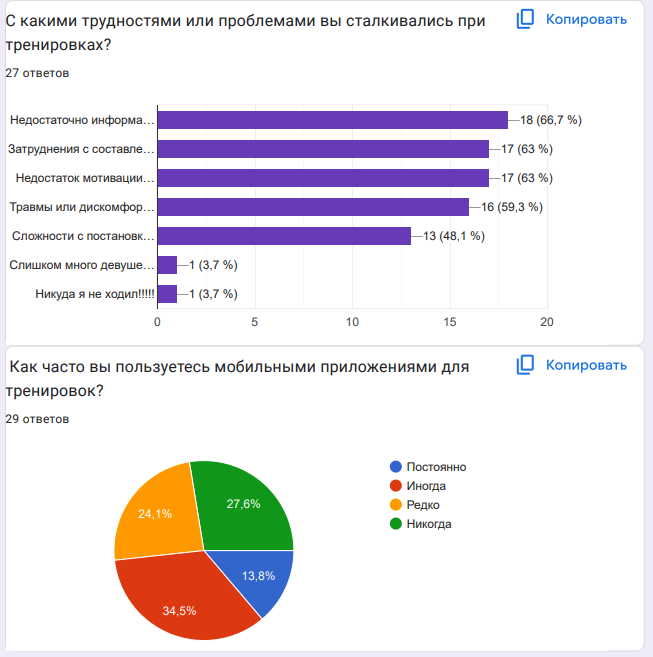 С какими трудностями или проблемами вы сталкивались при
тренировках?
Копировать
27 ответов
Недостаточно информа…
18 (66,7 %)
Затруднения с составле…
17 (63 %)
Недостаток мотивации…
17 (63 %)
Травмы или дискомфор…
16 (59,3 %)
Сложности с постановк…
13 (48,1 %)
Слишком много девуше…
1 (3,7 %)
Никуда я не ходил!!!!!
1 (3,7 %)
0 5 10 15 20
Как часто вы пользуетесь мобильными приложениями для
тренировок?
Копировать
29 ответов
Постоянно
Иногда
Редко
Никогда
27,6%
24,1%
13,8%
34,5%